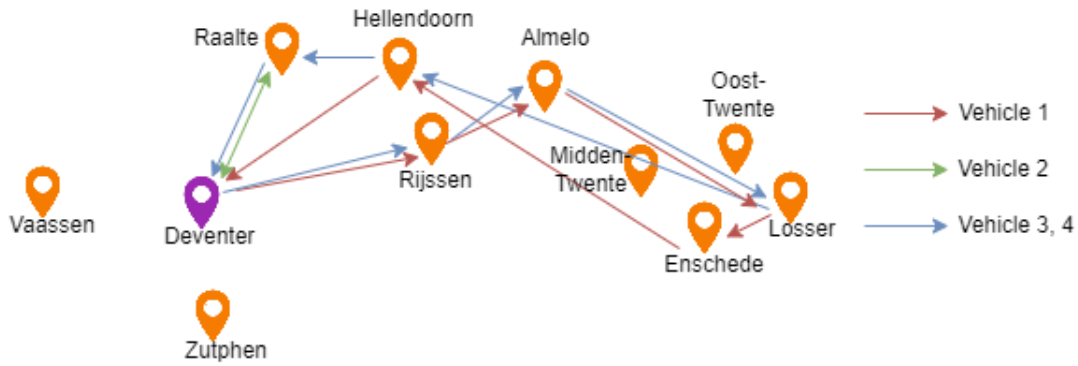 Hellendoorn
Raalte
Almelo
Oost-
Twente
Vehicle 1
Midden-
Twente
Rijssen
Vehicle 2
Vaassen
Deventer
Losser
Vehicle 3, 4
Enschede
Zutphen